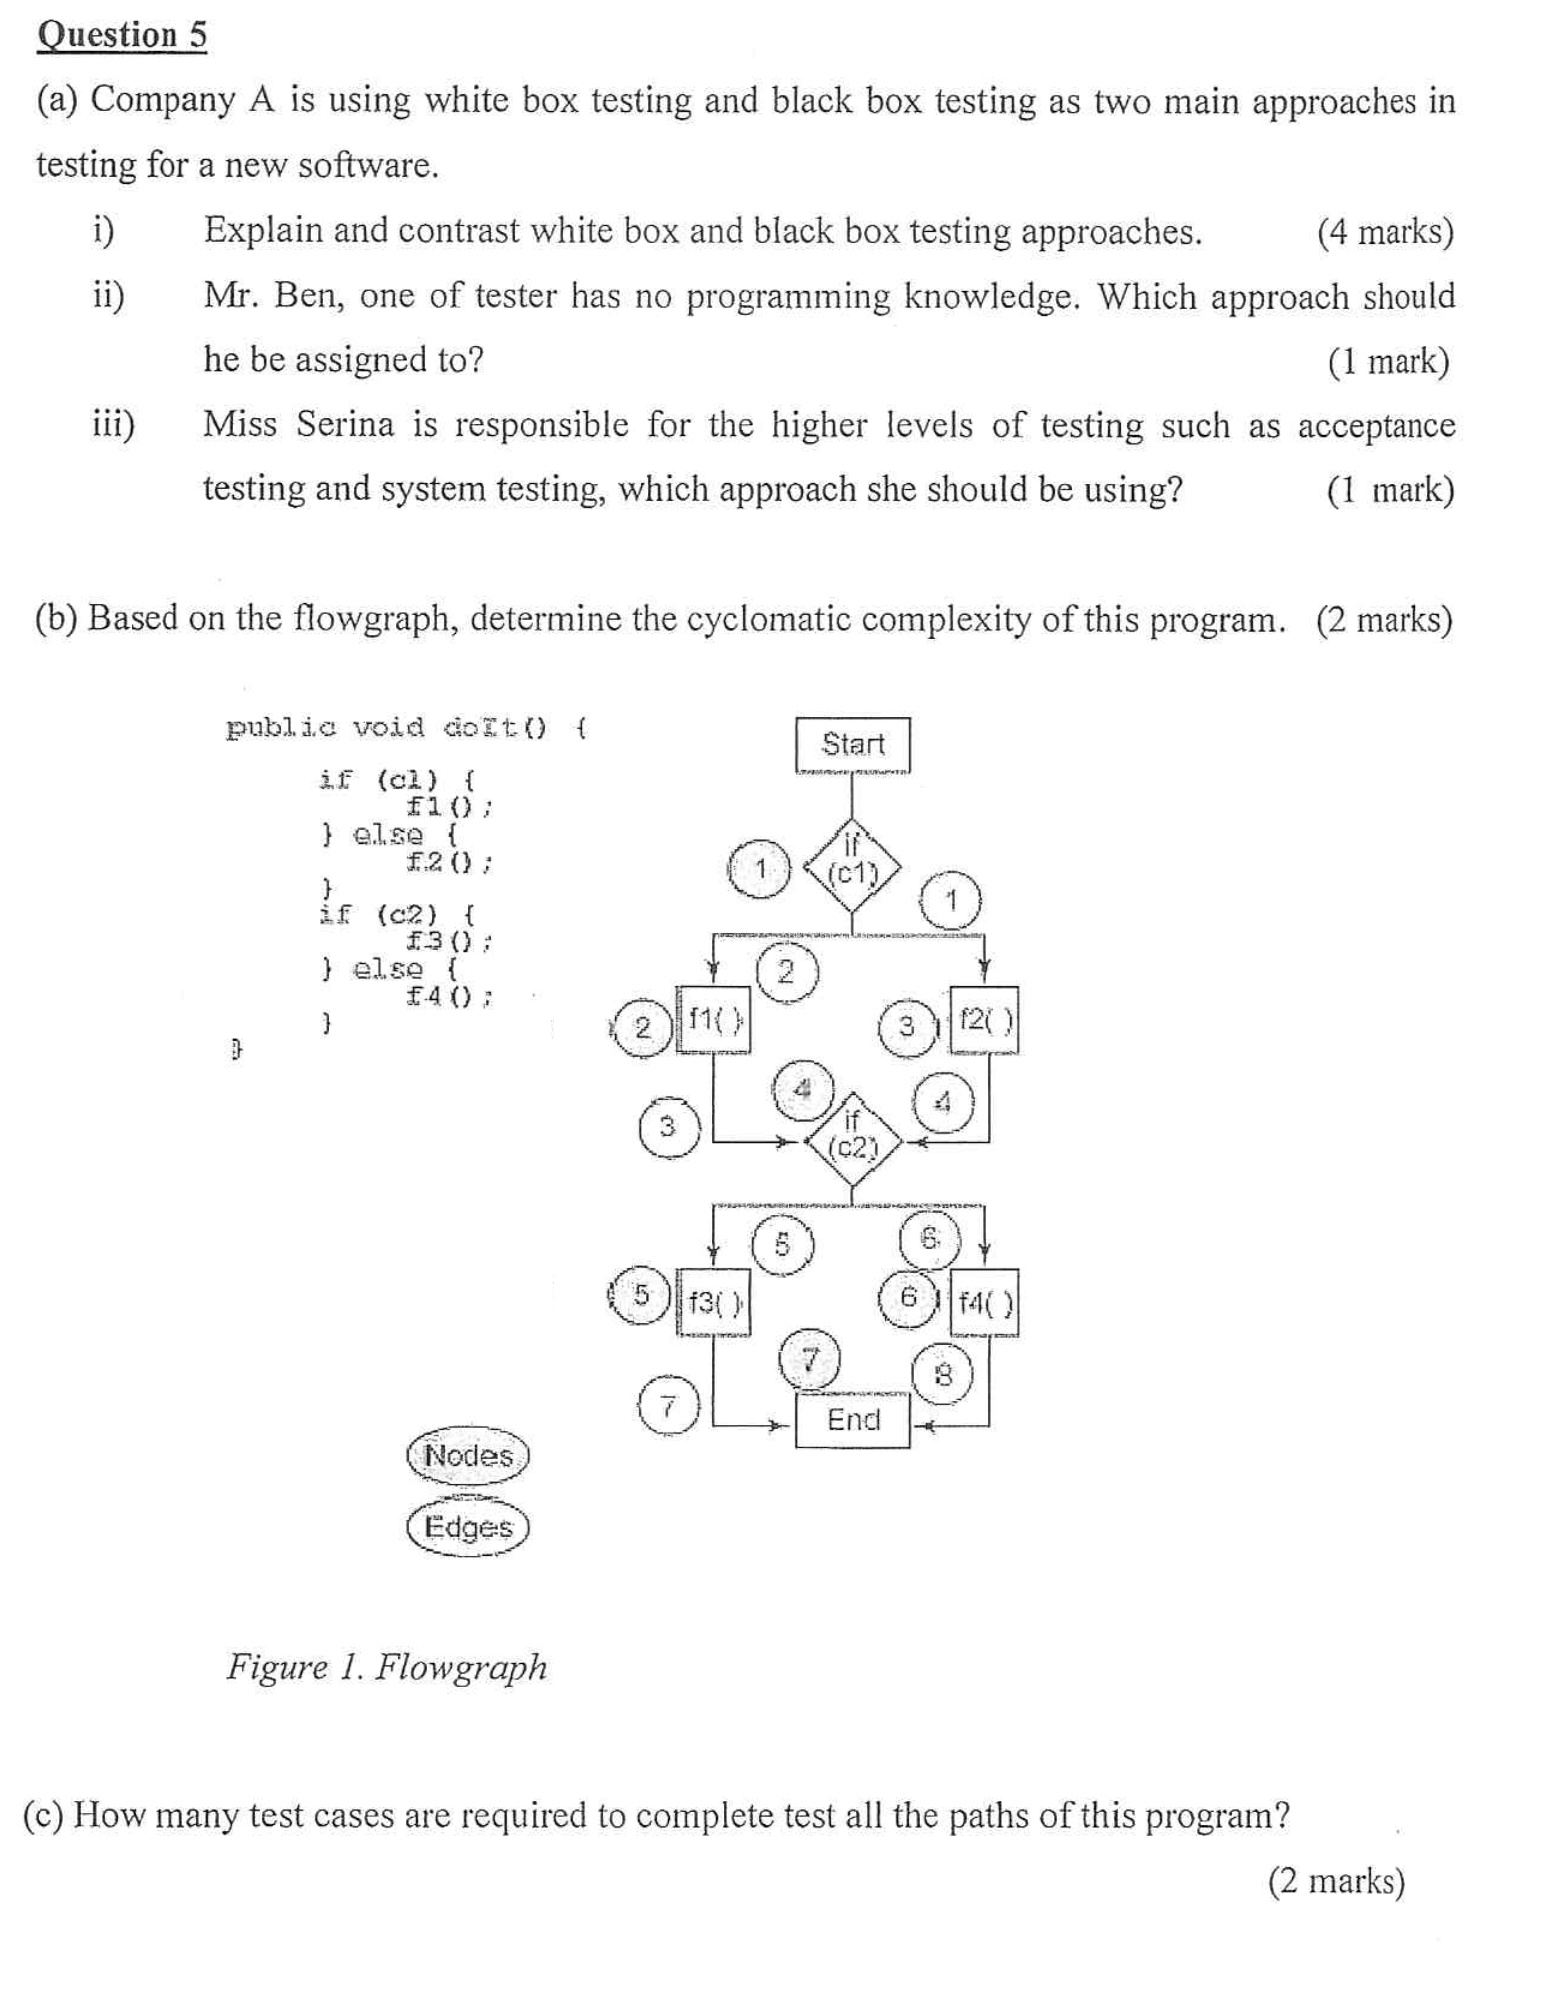 Question 5
(a) Company A is using white box testing and black box testing as two main approaches in
testing for a new software.
i) Explain and contrast white box and black box testing approaches. (4 marks)
ii) Mr. Ben, one of tester has no programming knowledge. Which approach should
he be assigned to? (1 mark)
iii) Miss Serina is responsible for the higher levels of testing such as acceptance
testing and system testing, which approach she should be using? (1 mark)
(b) Based on the flowgraph, determine the cyclomatic complexity of this program. (2 marks)
public void doIt() {
if (c1) {
f1();
} else {
f2();
}
if (c2) {
f3();
} else {
f4();
}
}
Start
if
(c1)
1
1
2
2
f1()
3
f2()
4
4
3
if
(c2)
5
6
5
f3()
6
f4()
7
8
7
End
Nodes
Edges
Figure 1. Flowgraph
(c) How many test cases are required to complete test all the paths of this program?
(2 marks)